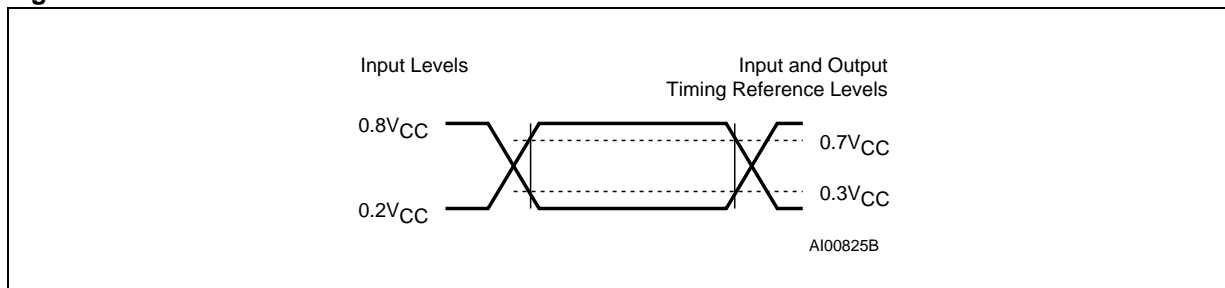 Input Levels
Input and Output
Timing Reference Levels
0.8VCC
0.7VCC
0.3VCC
0.2VCC
AI00825B